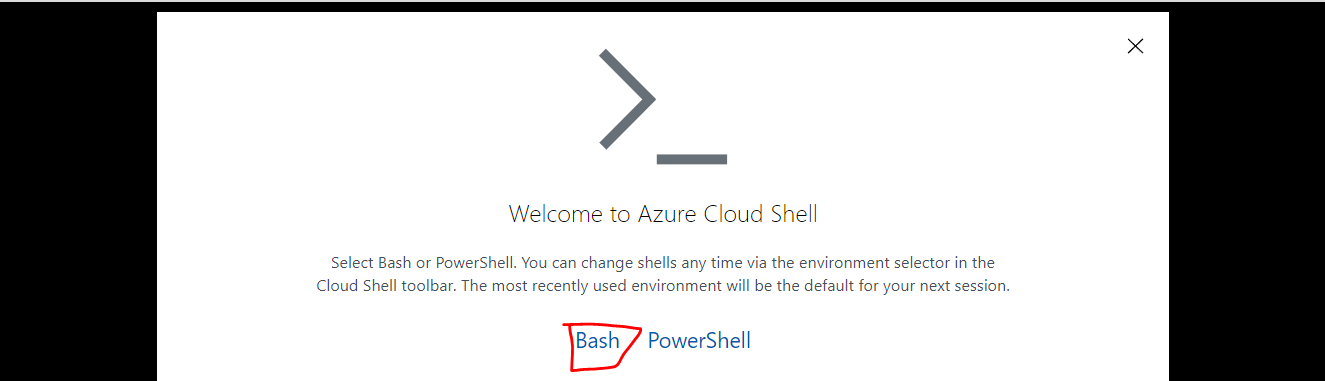 Welcome to Azure Cloud Shell
Select Bash or PowerShell. You can change shells any time via the environment selector in the
Cloud Shell toolbar. The most recently used environment will be the default for your next session.
Bash PowerShell